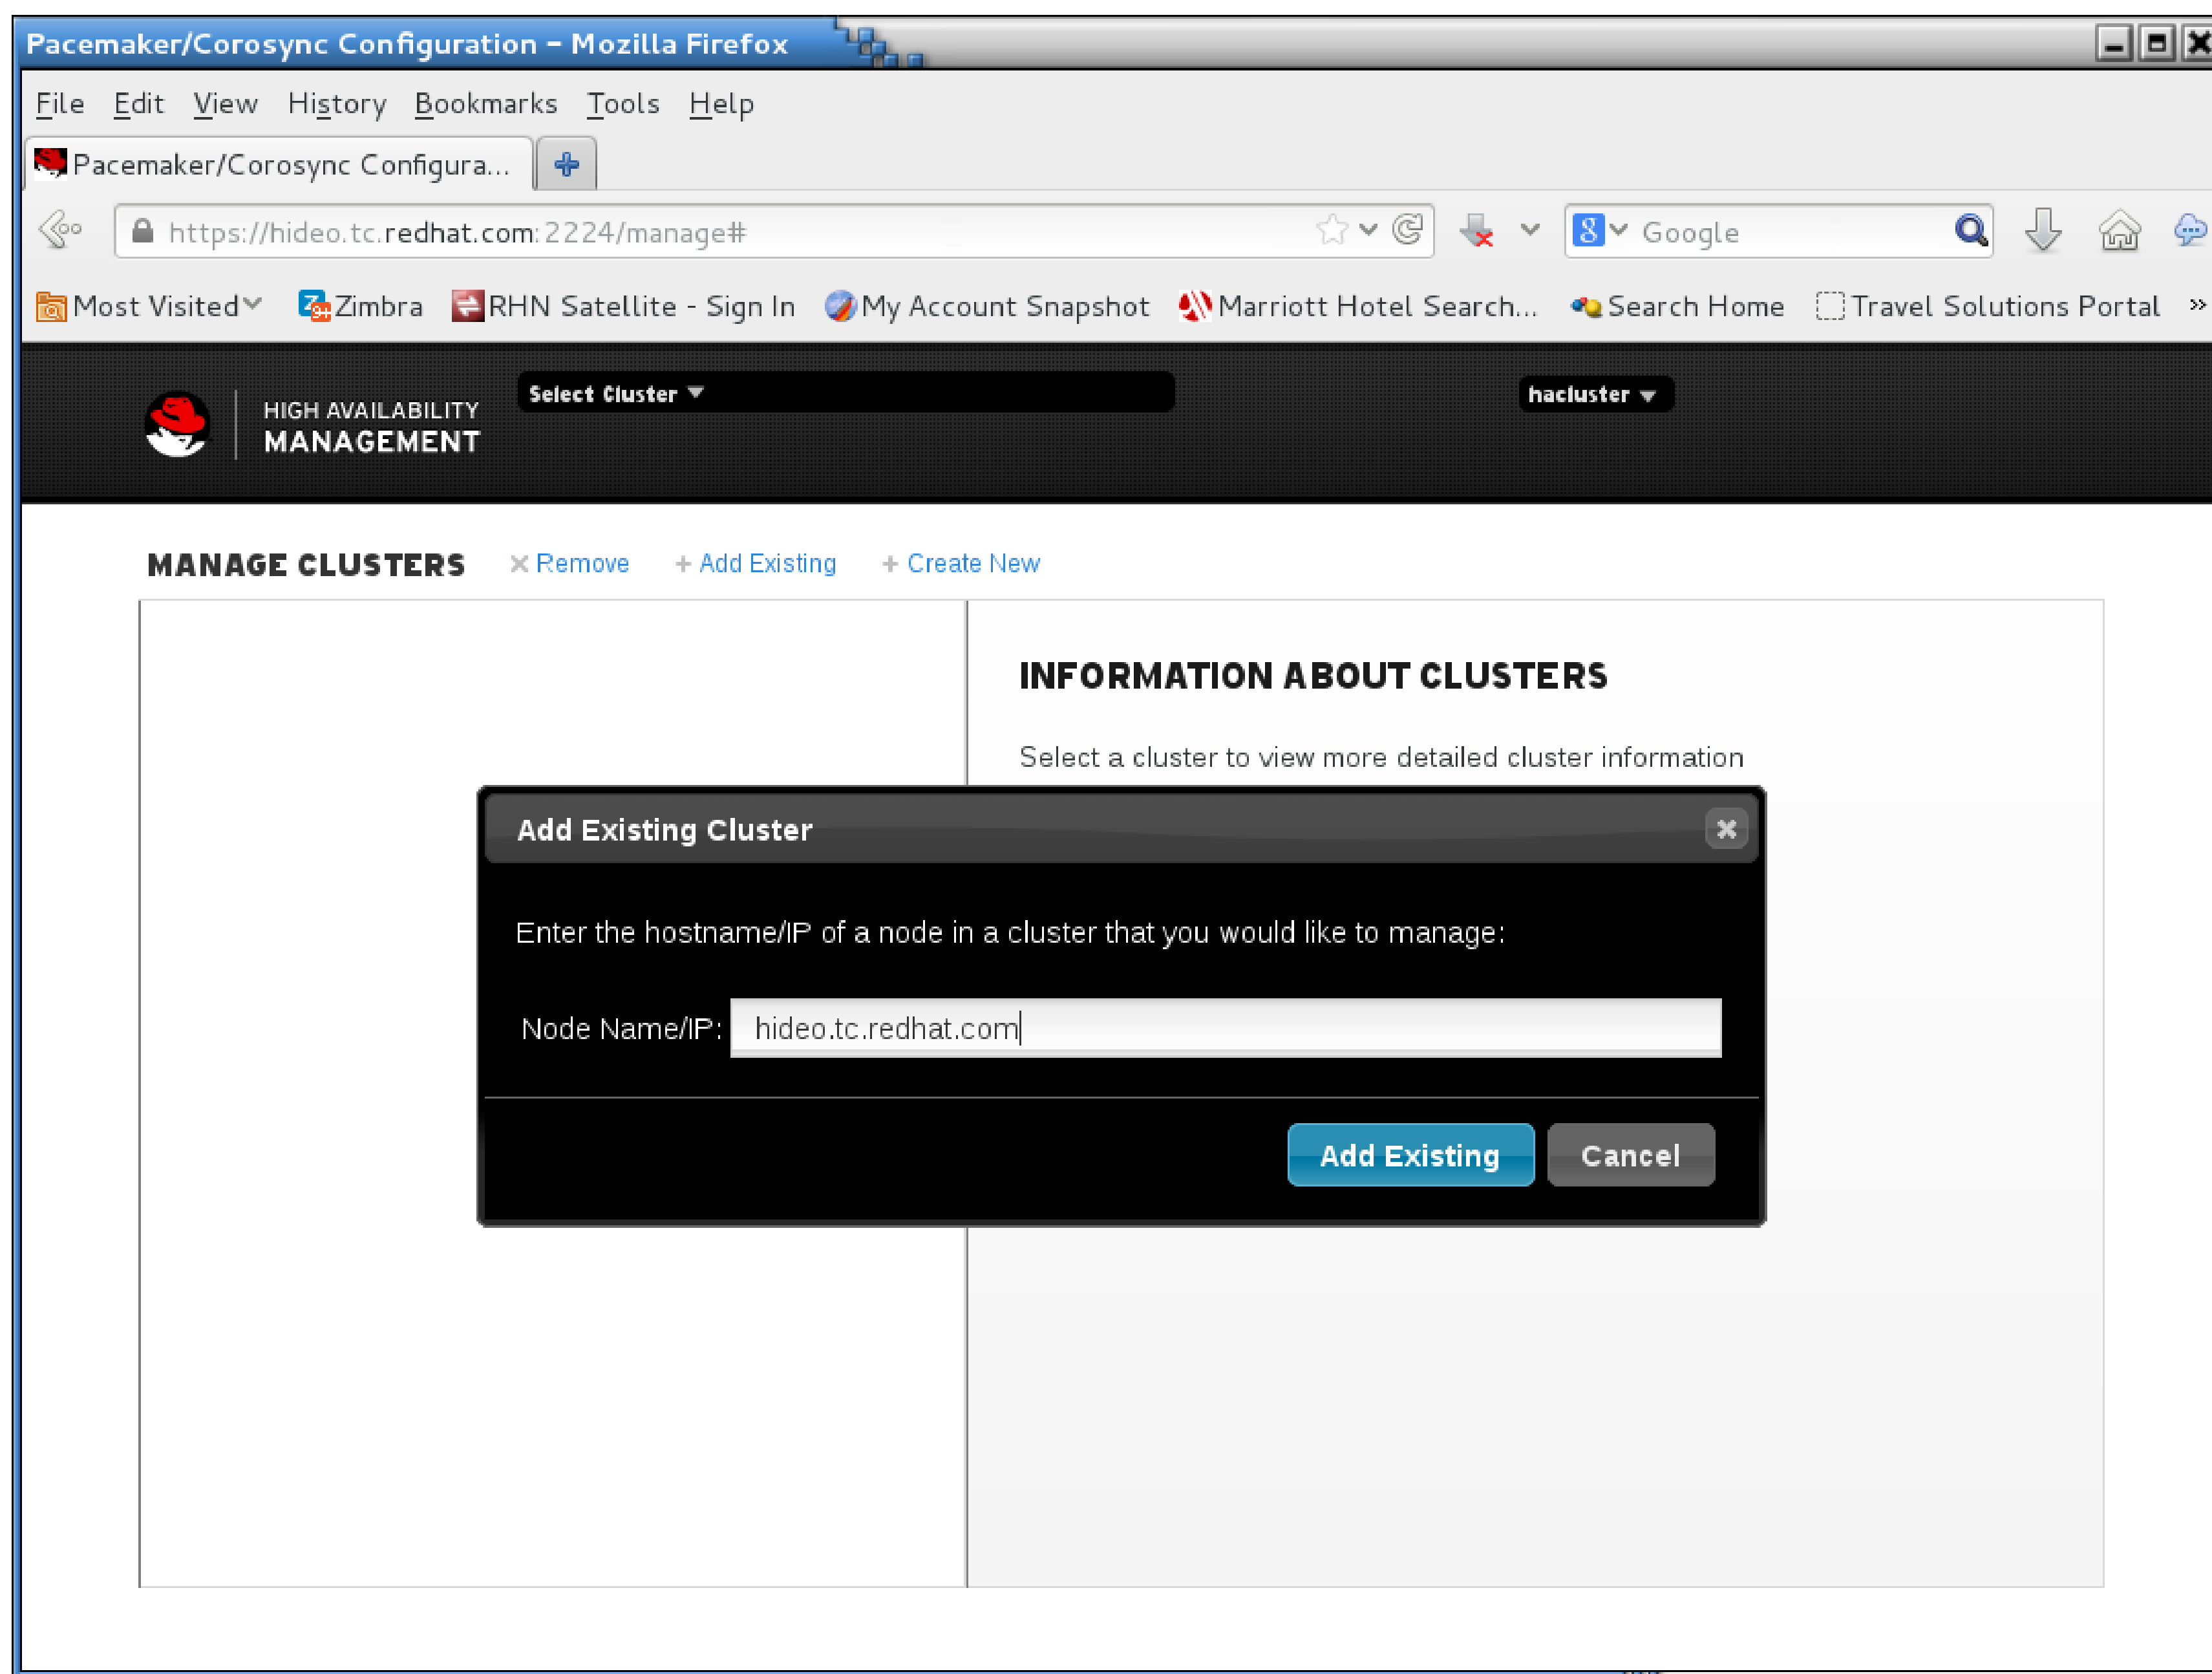 Pacemaker/Corosync Configuration - Mozilla Firefox
File Edit View History Bookmarks Tools Help
Pacemaker/Corosync Configura...
https://hideo.tc.redhat.com:2224/manage#
Google
Most Visited Zimbra RHN Satellite - Sign In My Account Snapshot Marriott Hotel Search... Search Home Travel Solutions Portal »
HIGH AVAILABILITY
MANAGEMENT
Select Cluster
hacluster
MANAGE CLUSTERS Remove + Add Existing + Create New
INFORMATION ABOUT CLUSTERS
Select a cluster to view more detailed cluster information
Add Existing Cluster
Enter the hostname/IP of a node in a cluster that you would like to manage:
Node Name/IP: hideo.tc.redhat.com
Add Existing Cancel